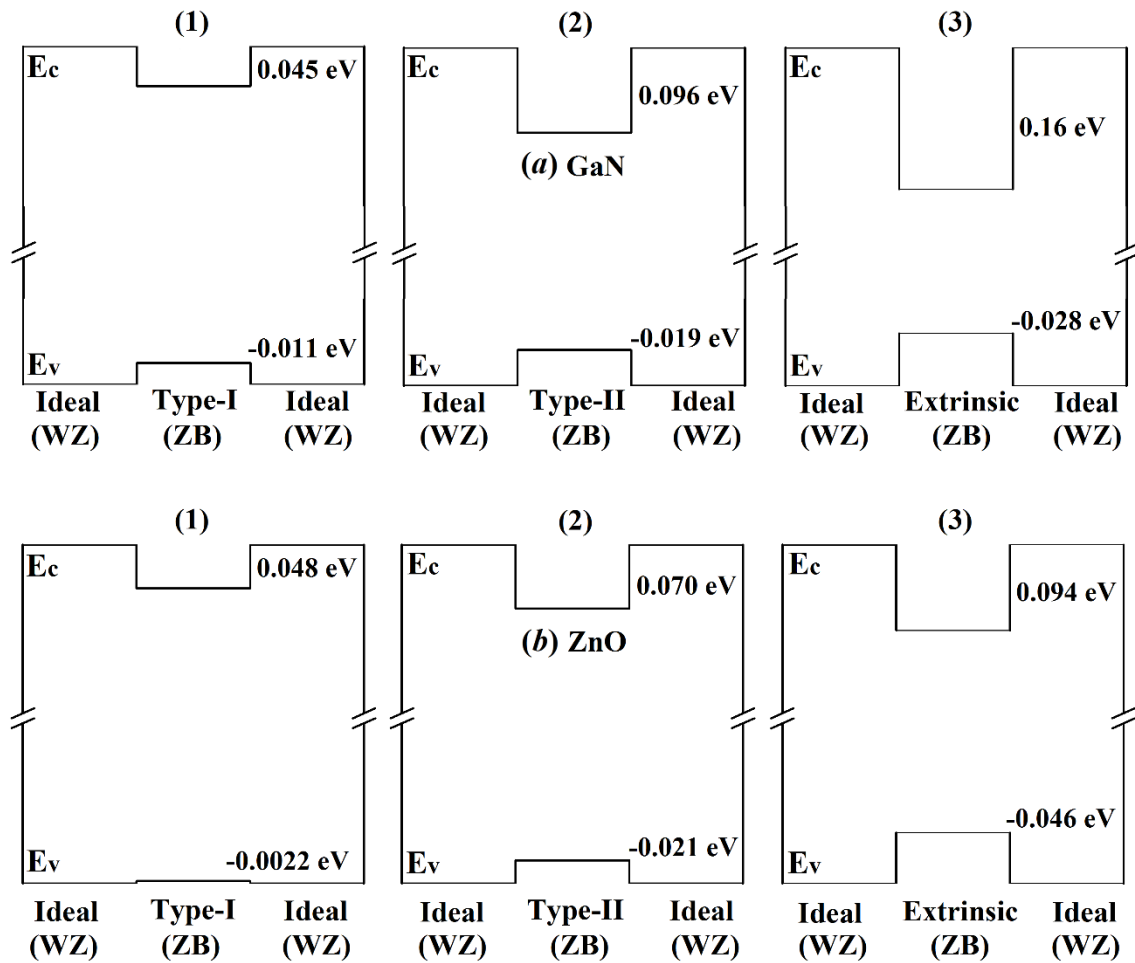 (1) (2) (3)
Ec 0.045 eV Ec 0.096 eV Ec 0.16 eV
(a) GaN
Ev -0.011 eV Ev -0.019 eV Ev -0.028 eV
Ideal Type-I Ideal Ideal Type-II Ideal Ideal Extrinsic Ideal
(WZ) (ZB) (WZ) (WZ) (ZB) (WZ) (WZ) (ZB) (WZ)
(1) (2) (3)
Ec 0.048 eV Ec 0.070 eV Ec 0.094 eV
(b) ZnO
Ev -0.0022 eV Ev -0.021 eV Ev -0.046 eV
Ideal Type-I Ideal Ideal Type-II Ideal Ideal Extrinsic Ideal
(WZ) (ZB) (WZ) (WZ) (ZB) (WZ) (WZ) (ZB) (WZ)